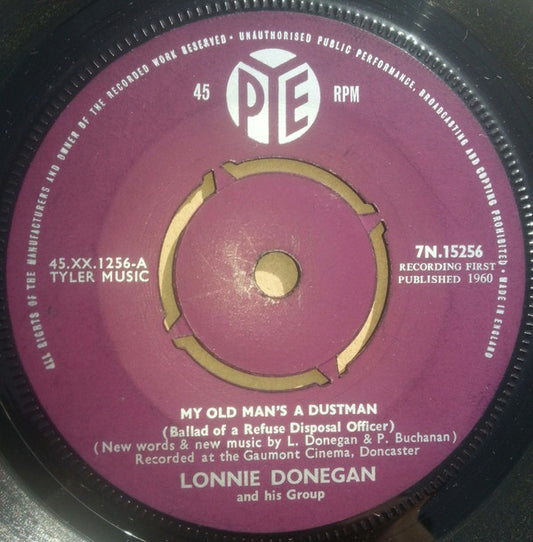 ALL RIGHTS OF THE MANUFACTURERS AND OWNER OF THE RECORDED WORK RESERVED • UNAUTHORISED PUBLIC PERFORMANCE, BROADCASTING AND COPYING PROHIBITED. • MADE IN ENGLAND
45 PYE RPM
45.XX.1256-A
TYLER MUSIC
7N.15256
RECORDING FIRST
PUBLISHED 1960
MY OLD MAN'S A DUSTMAN
(Ballad of a Refuse Disposal Officer)
(New words & new music by L. Donegan & P. Buchanan)
Recorded at the Gaumont Cinema, Doncaster
LONNIE DONEGAN
and his Group